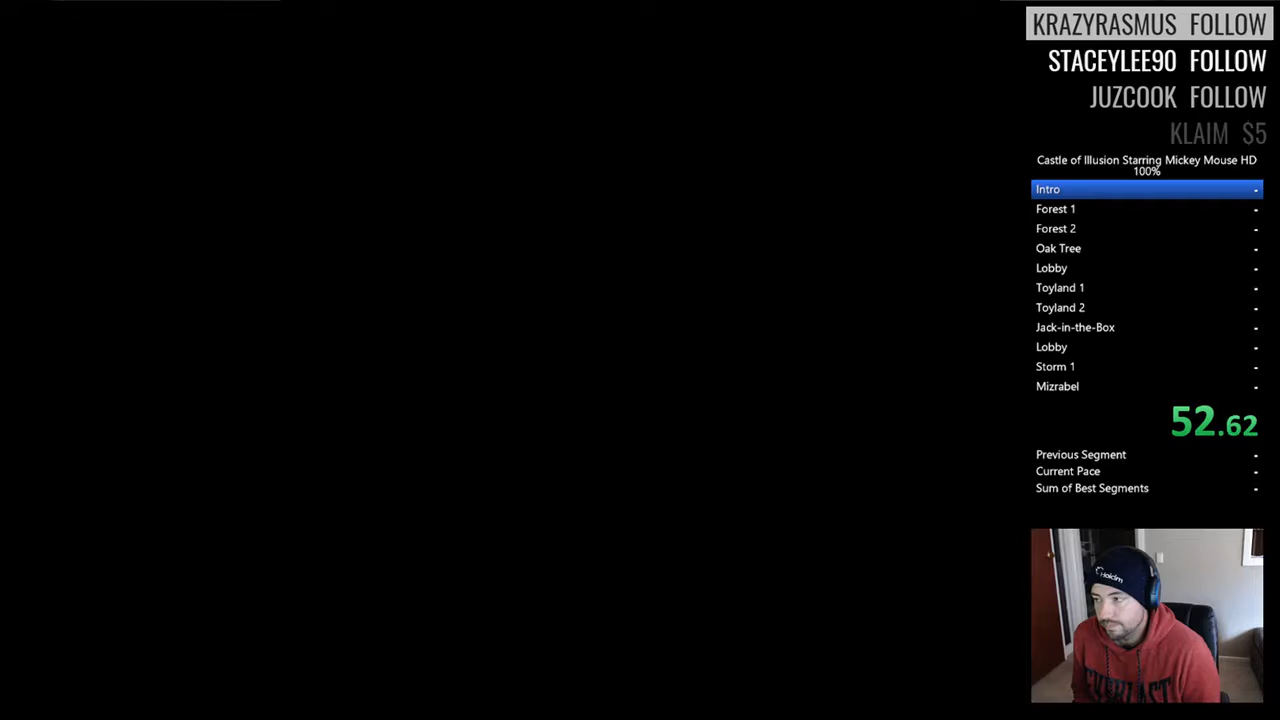 KRAZYRASMUS FOLLOW
STACEYLEE90 FOLLOW
JUZCOOK FOLLOW
KLAIM $5
Castle of Illusion Starring Mickey Mouse HD
100%
Intro -
Forest 1 -
Forest 2 -
Oak Tree -
Lobby -
Toyland 1 -
Toyland 2 -
Jack-in-the-Box -
Lobby -
Storm 1 -
Mizrabel -
52.62
Previous Segment -
Current Pace -
Sum of Best Segments -
Holcim
EVERLAST